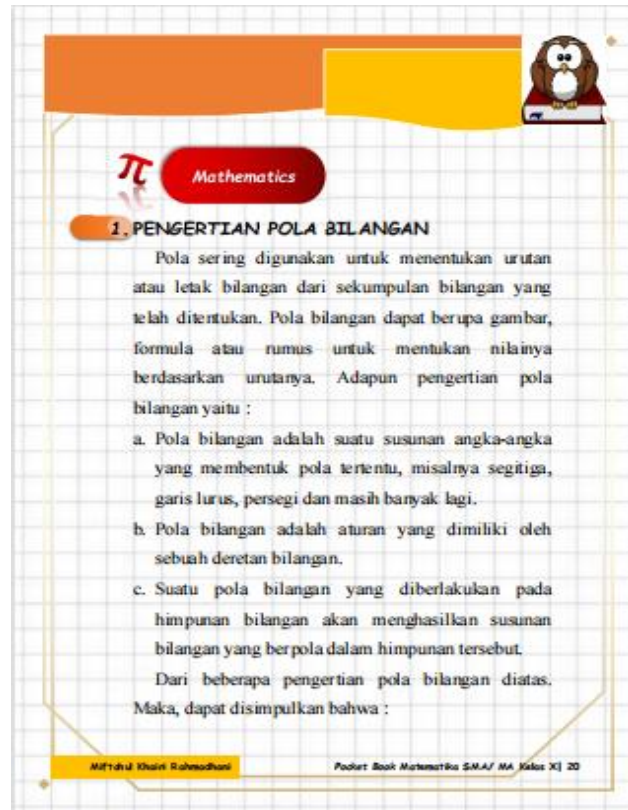 π
Mathematics
1. PENGERTIAN POLA BILANGAN
Pola sering digunakan untuk menentukan urutan
atau letak bilangan dari sekumpulan bilangan yang
telah ditentukan. Pola bilangan dapat berupa gambar,
formula atau rumus untuk mentukan nilainya
berdasarkan urutanya. Adapun pengertian pola
bilangan yaitu :
a. Pola bilangan adalah suatu susunan angka-angka
yang membentuk pola tertentu, misalnya segitiga,
garis lurus, persegi dan masih banyak lagi.
b. Pola bilangan adalah aturan yang dimiliki oleh
sebuah deretan bilangan.
c. Suatu pola bilangan yang diberlakukan pada
himpunan bilangan akan menghasilkan susunan
bilangan yang berpola dalam himpunan tersebut.
Dari beberapa pengertian pola bilangan diatas.
Maka, dapat disimpulkan bahwa :
Miftahul Khairi Rahmadhani
Pocket Book Matematika SMA/ MA Kelas X| 20